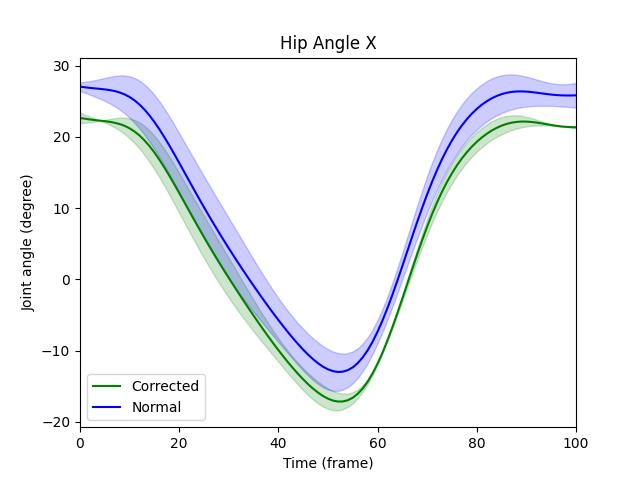 Hip Angle X
30
20
10
0
−10
−20
Joint angle (degree)
Corrected
Normal
0 20 40 60 80 100
Time (frame)